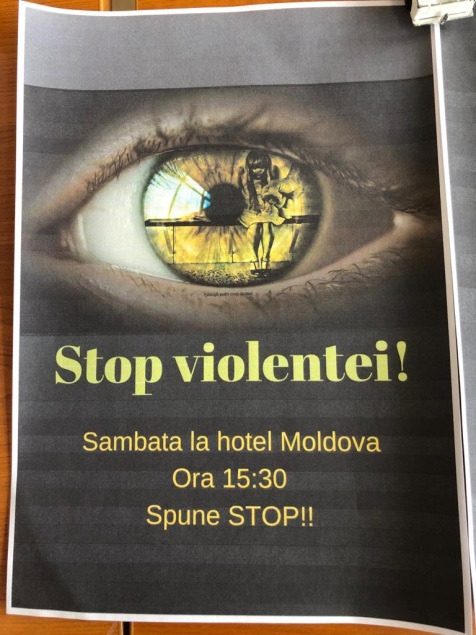 Stop violentei!
Sambata la hotel Moldova
Ora 15:30
Spune STOP!!